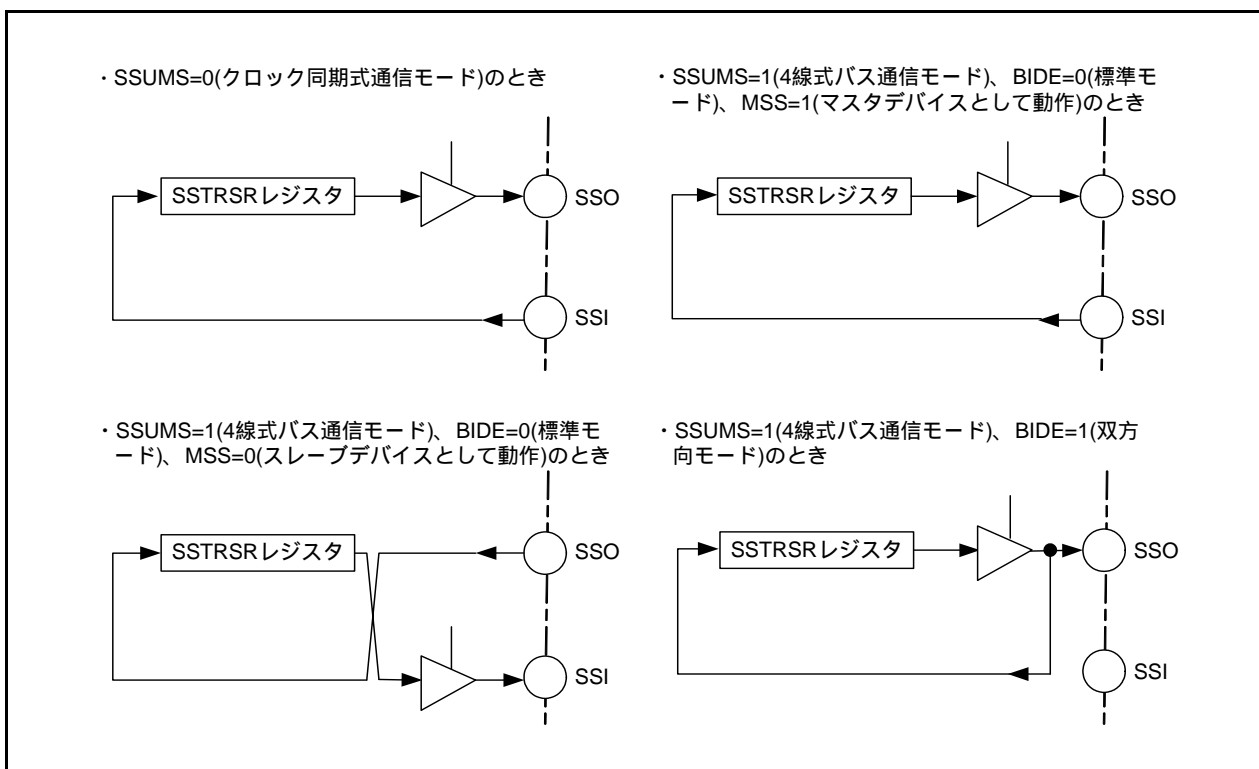 ・SSUMS=0(クロック同期式通信モード)のとき
SSTRSRレジスタ
SSO
SSI
・SSUMS=1(4線式バス通信モード)、BIDE=0(標準モ
ード)、MSS=1(マスタデバイスとして動作)のとき
SSTRSRレジスタ
SSO
SSI
・SSUMS=1(4線式バス通信モード)、BIDE=0(標準モ
ード)、MSS=0(スレーブデバイスとして動作)のとき
SSTRSRレジスタ
SSO
SSI
・SSUMS=1(4線式バス通信モード)、BIDE=1(双方
向モード)のとき
SSTRSRレジスタ
SSO
SSI